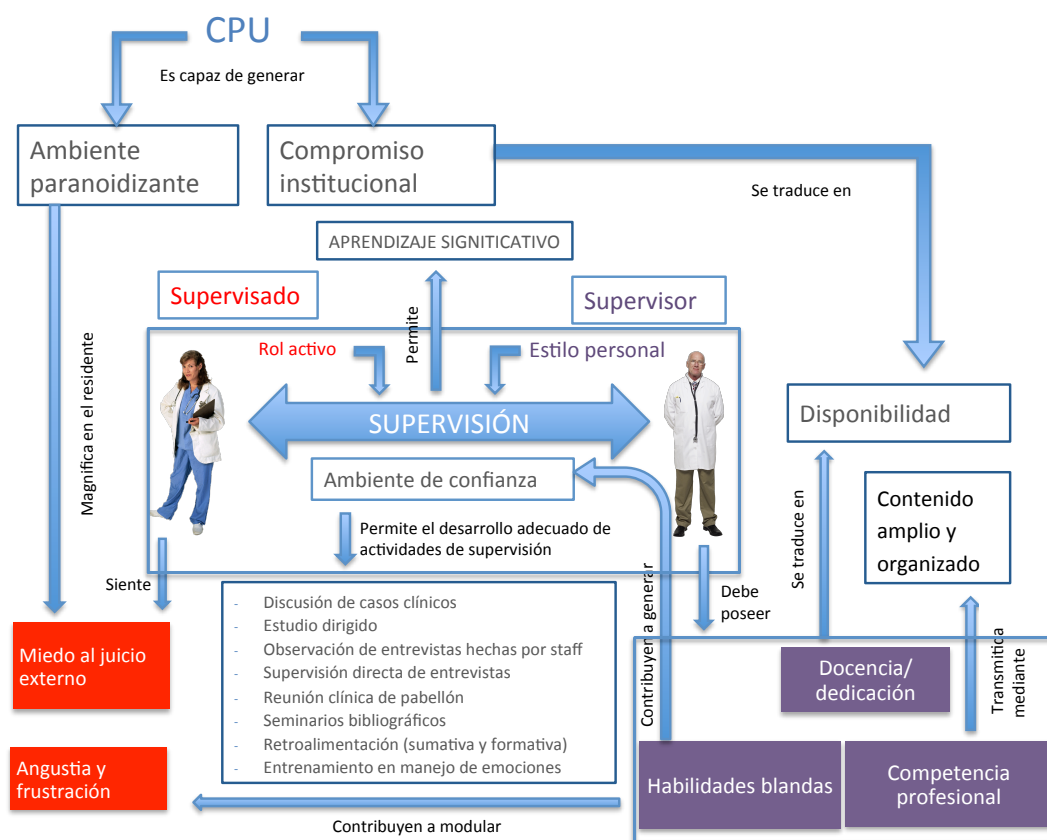 CPU
Es capaz de generar
Ambiente
paranoidizante
Compromiso
institucional
Se traduce en
APRENDIZAJE SIGNITICATIVO
Supervisado
Supervisor
Permite
Rol activo
Estilo personal
Magnifica en el residente
SUPERVISIÓN
Disponibilidad
Ambiente de confianza
Contenido
amplio y
organizado
Permite el desarrollo adecuado de
actividades de supervisión
Se traduce en
Siente
Debe
poseer
Contribuyen a generar
- Discusión de casos clínicos
- Estudio dirigido
- Observación de entrevistas hechas por staff
- Supervisión directa de entrevistas
- Reunión clínica de pabellón
- Seminarios bibliográficos
- Retroalimentación (sumativa y formativa)
- Entrenamiento en manejo de emociones
Miedo al juicio
externo
Docencia/
dedicación
Transmitica
mediante
Angustia y
frustración
Habilidades blandas
Competencia
profesional
Contribuyen a modular